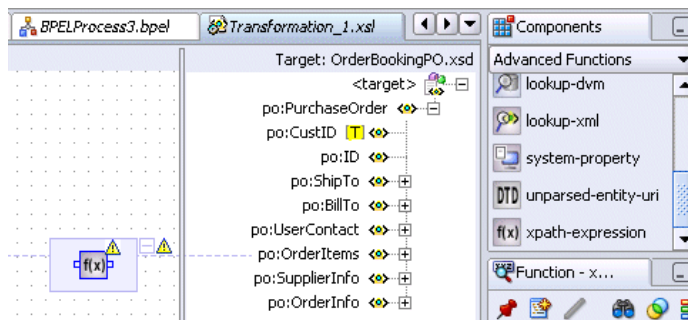 BPELProcess3.bpel
Transformation_1.xsl
Components
Target: OrderBookingPO.xsd
Advanced Functions
<target>
lookup-dvm
po:PurchaseOrder
lookup-xml
po:CustID [T]
po:ID
system-property
po:ShipTo
DTD unparsed-entity-uri
po:BillTo
po:UserContact
f(x) xpath-expression
f(x)
po:OrderItems
po:SupplierInfo
Function - x...
po:OrderInfo